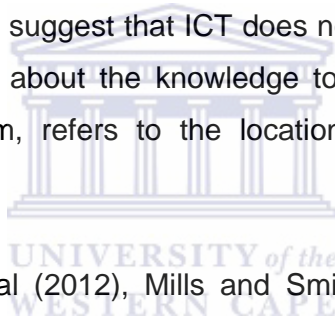 suggest that ICT does n
about the knowledge to
m, refers to the location
UNIVERSITY of the
al (2012), Mills and Smi
WESTERN CAPE